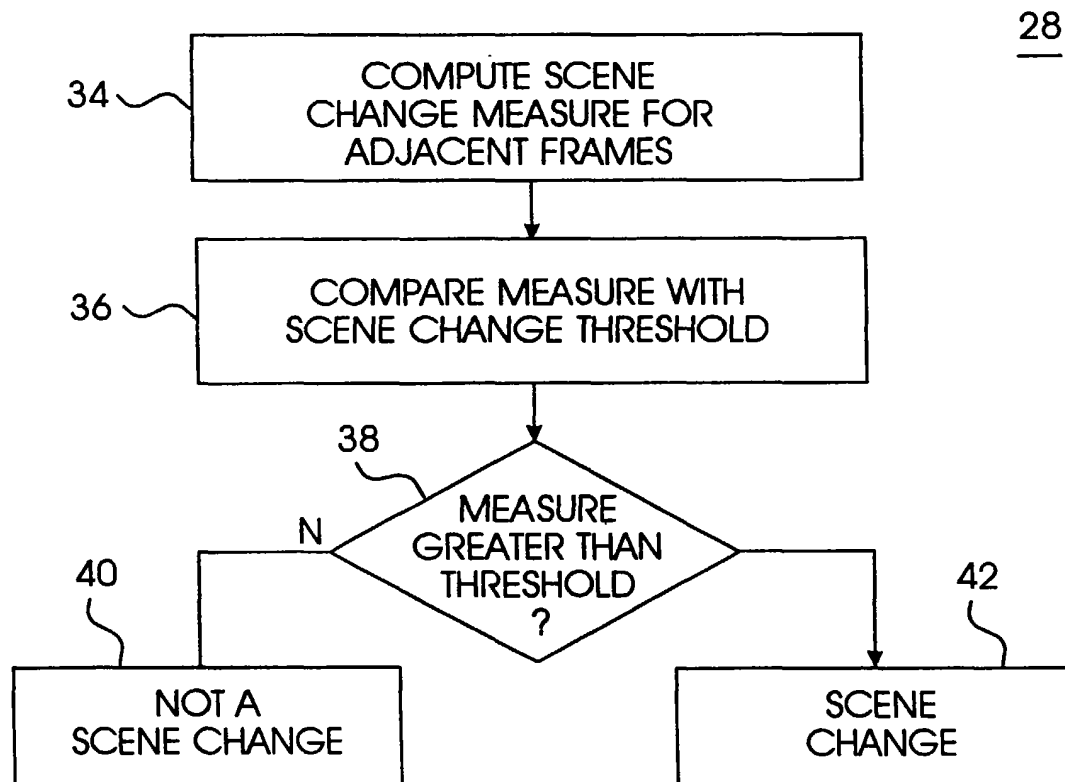 28
34
COMPUTE SCENE
CHANGE MEASURE FOR
ADJACENT FRAMES
36
COMPARE MEASURE WITH
SCENE CHANGE THRESHOLD
38
N
MEASURE
GREATER THAN
THRESHOLD
?
40
NOT A
SCENE CHANGE
42
SCENE
CHANGE